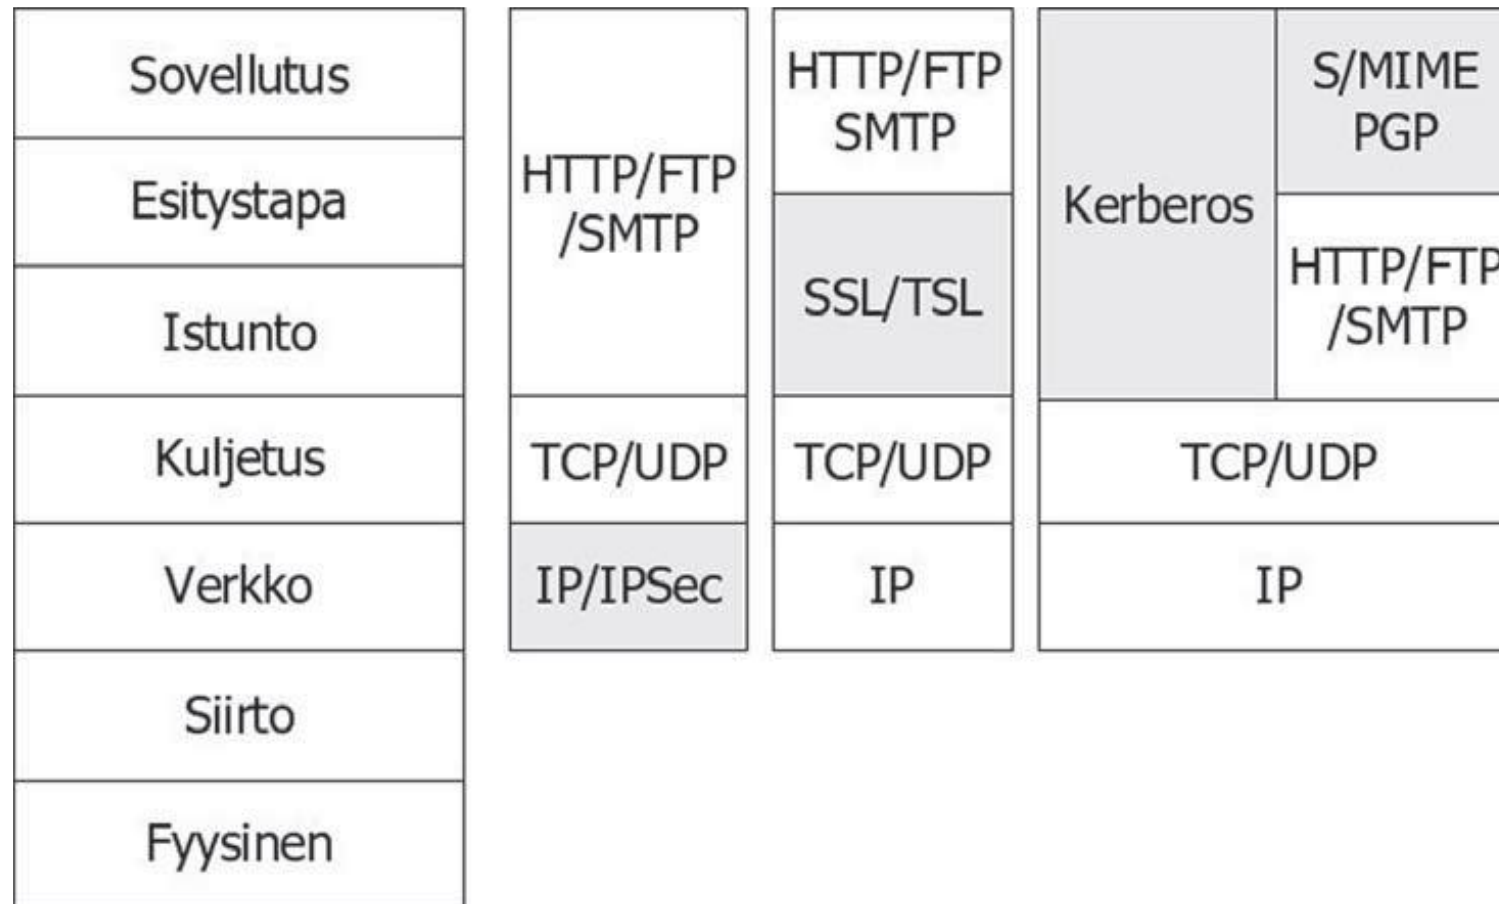 Sovellutus
Esitystapa
Istunto
Kuljetus
Verkko
Siirto
Fyysinen
HTTP/FTP
/SMTP
TCP/UDP
IP/IPSec
HTTP/FTP
SMTP
SSL/TSL
TCP/UDP
IP
Kerberos
S/MIME
PGP
HTTP/FTP
/SMTP
TCP/UDP
IP